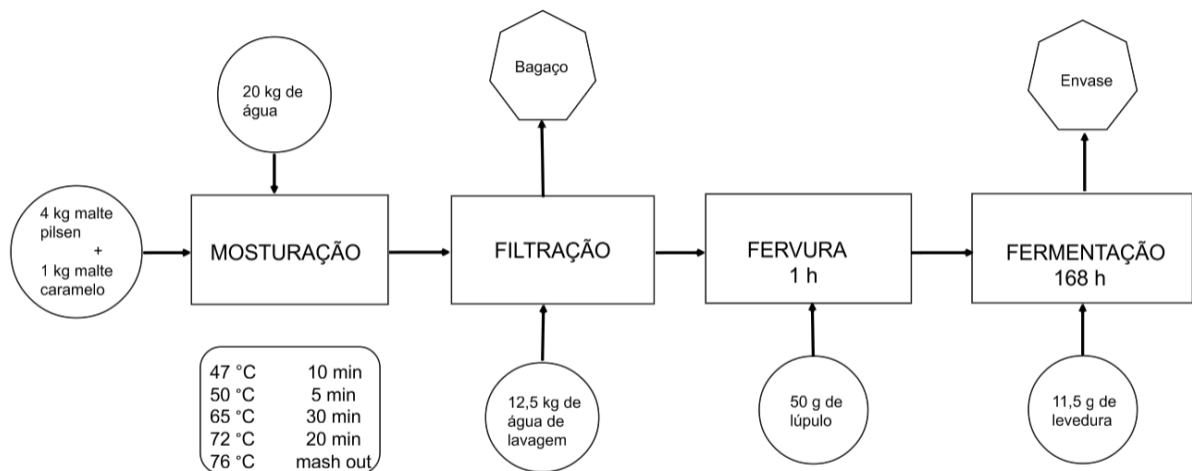 20 kg de
água
Bagaço
Envase
4 kg malte
pilsen
+
1 kg malte
caramelo
MOSTURAÇÃO
FILTRAÇÃO
FERVURA
1 h
FERMENTAÇÃO
168 h
47 °C 10 min
50 °C 5 min
65 °C 30 min
72 °C 20 min
76 °C mash out
12,5 kg de
água de
lavagem
50 g de
lúpulo
11,5 g de
levedura